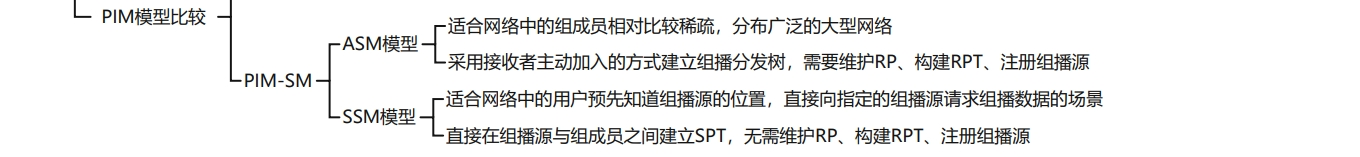 PIM模型比较
适合网络中的组成员相对比较稀疏，分布广泛的大型网络
ASM模型
采用接收者主动加入的方式建立组播分发树，需要维护RP、构建RPT、注册组播源
PIM-SM
适合网络中的用户预先知道组播源的位置，直接向指定的组播源请求组播数据的场景
SSM模型
直接在组播源与组成员之间建立SPT，无需维护RP、构建RPT、注册组播源